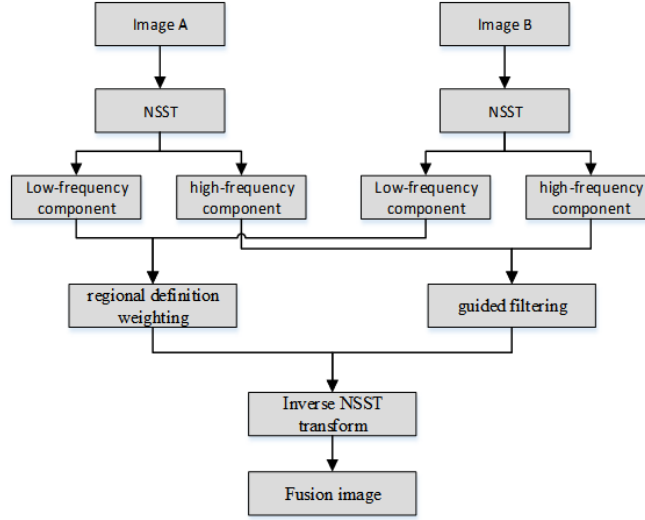 Image A
Image B
NSST
NSST
Low-frequency
component
high-frequency
component
Low-frequency
component
high-frequency
component
regional definition
weighting
guided filtering
Inverse NSST
transform
Fusion image